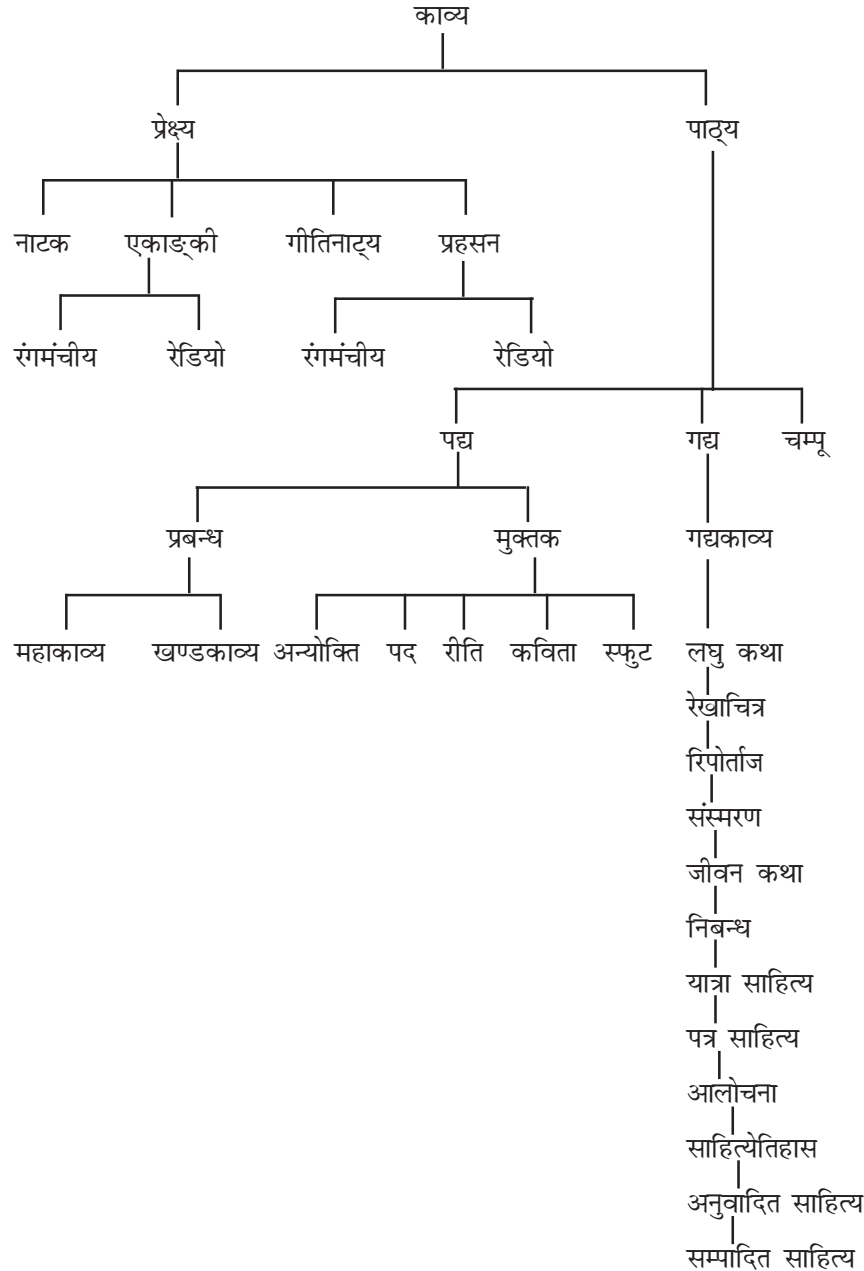 काव्य
प्रेक्ष्य पाठ्य
नाटक एकाङ्की गीतिनाट्य प्रहसन
रंगमंचीय रेडियो रंगमंचीय रेडियो
पद्य गद्य चम्पू
प्रबन्ध मुक्तक गद्यकाव्य
महाकाव्य खण्डकाव्य अन्योक्ति पद रीति कविता स्फुट लघु कथा
रेखाचित्र
रिपोर्ताज
संस्मरण
जीवन कथा
निबन्ध
यात्रा साहित्य
पत्र साहित्य
आलोचना
साहित्येतिहास
अनुवादित साहित्य
सम्पादित साहित्य